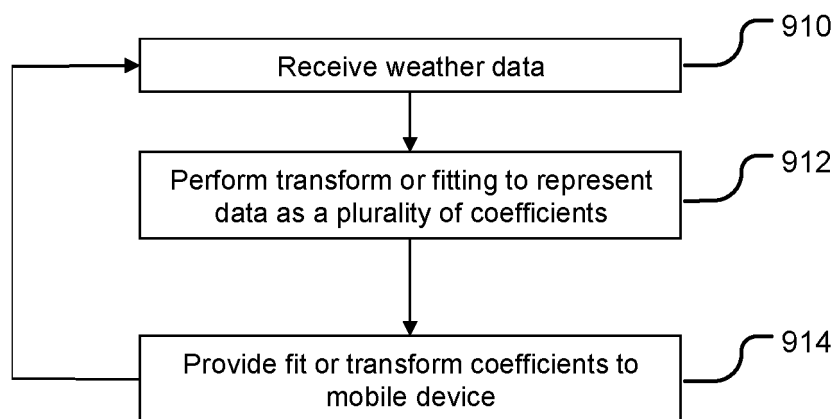 910
Receive weather data
912
Perform transform or fitting to represent
data as a plurality of coefficients
914
Provide fit or transform coefficients to
mobile device